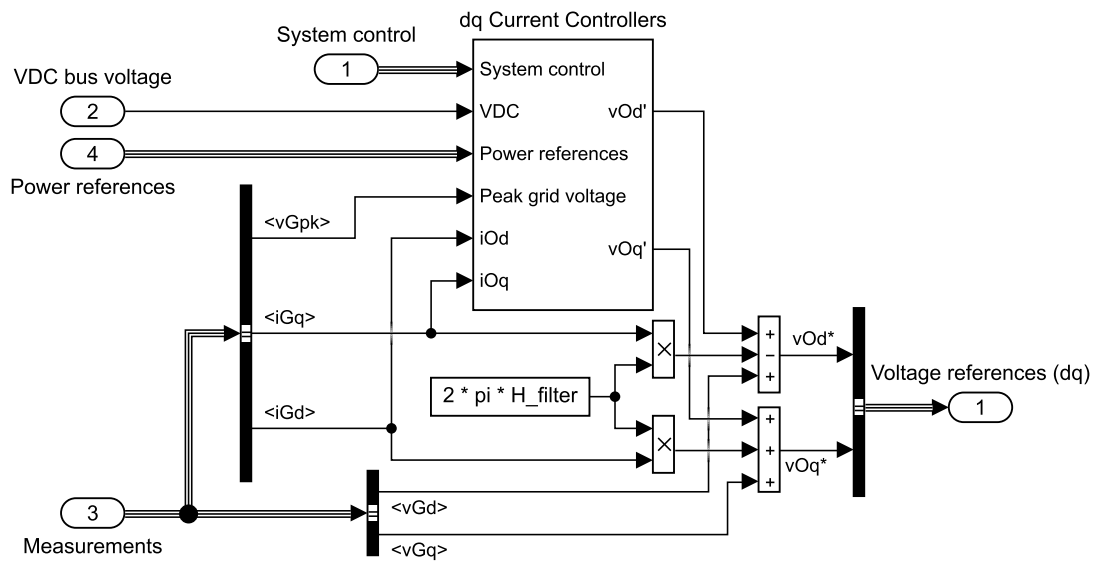 dq Current Controllers
System control
1
System control
VDC bus voltage
2
VDC
vOd'
4
Power references
Power references
Peak grid voltage
<vGpk>
iOd
vOq'
iOq
<iGq>
×
+
−
+
vOd*
Voltage references (dq)
2 * pi * H_filter
1
<iGd>
×
+
+
+
vOq*
<vGd>
3
Measurements
<vGq>